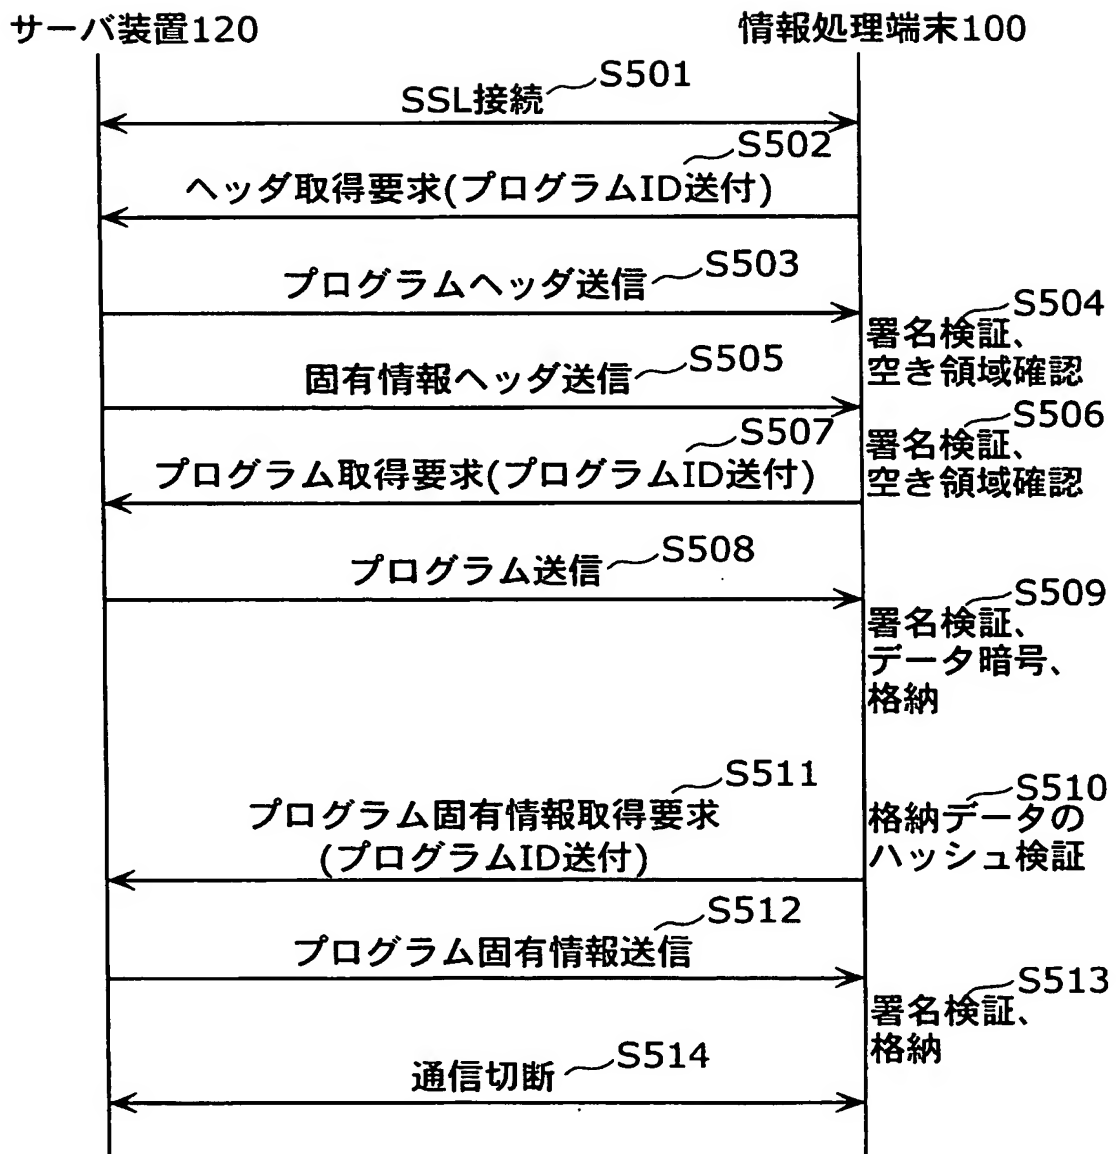 サーバ装置120
情報処理端末100
S501
SSL接続
S502
ヘッダ取得要求(プログラムID送付)
S503
プログラムヘッダ送信
S504
署名検証、
空き領域確認
S505
固有情報ヘッダ送信
S506
署名検証、
空き領域確認
S507
プログラム取得要求(プログラムID送付)
S508
プログラム送信
S509
署名検証、
データ暗号、
格納
S510
格納データの
ハッシュ検証
S511
プログラム固有情報取得要求
(プログラムID送付)
S512
プログラム固有情報送信
S513
署名検証、
格納
S514
通信切断